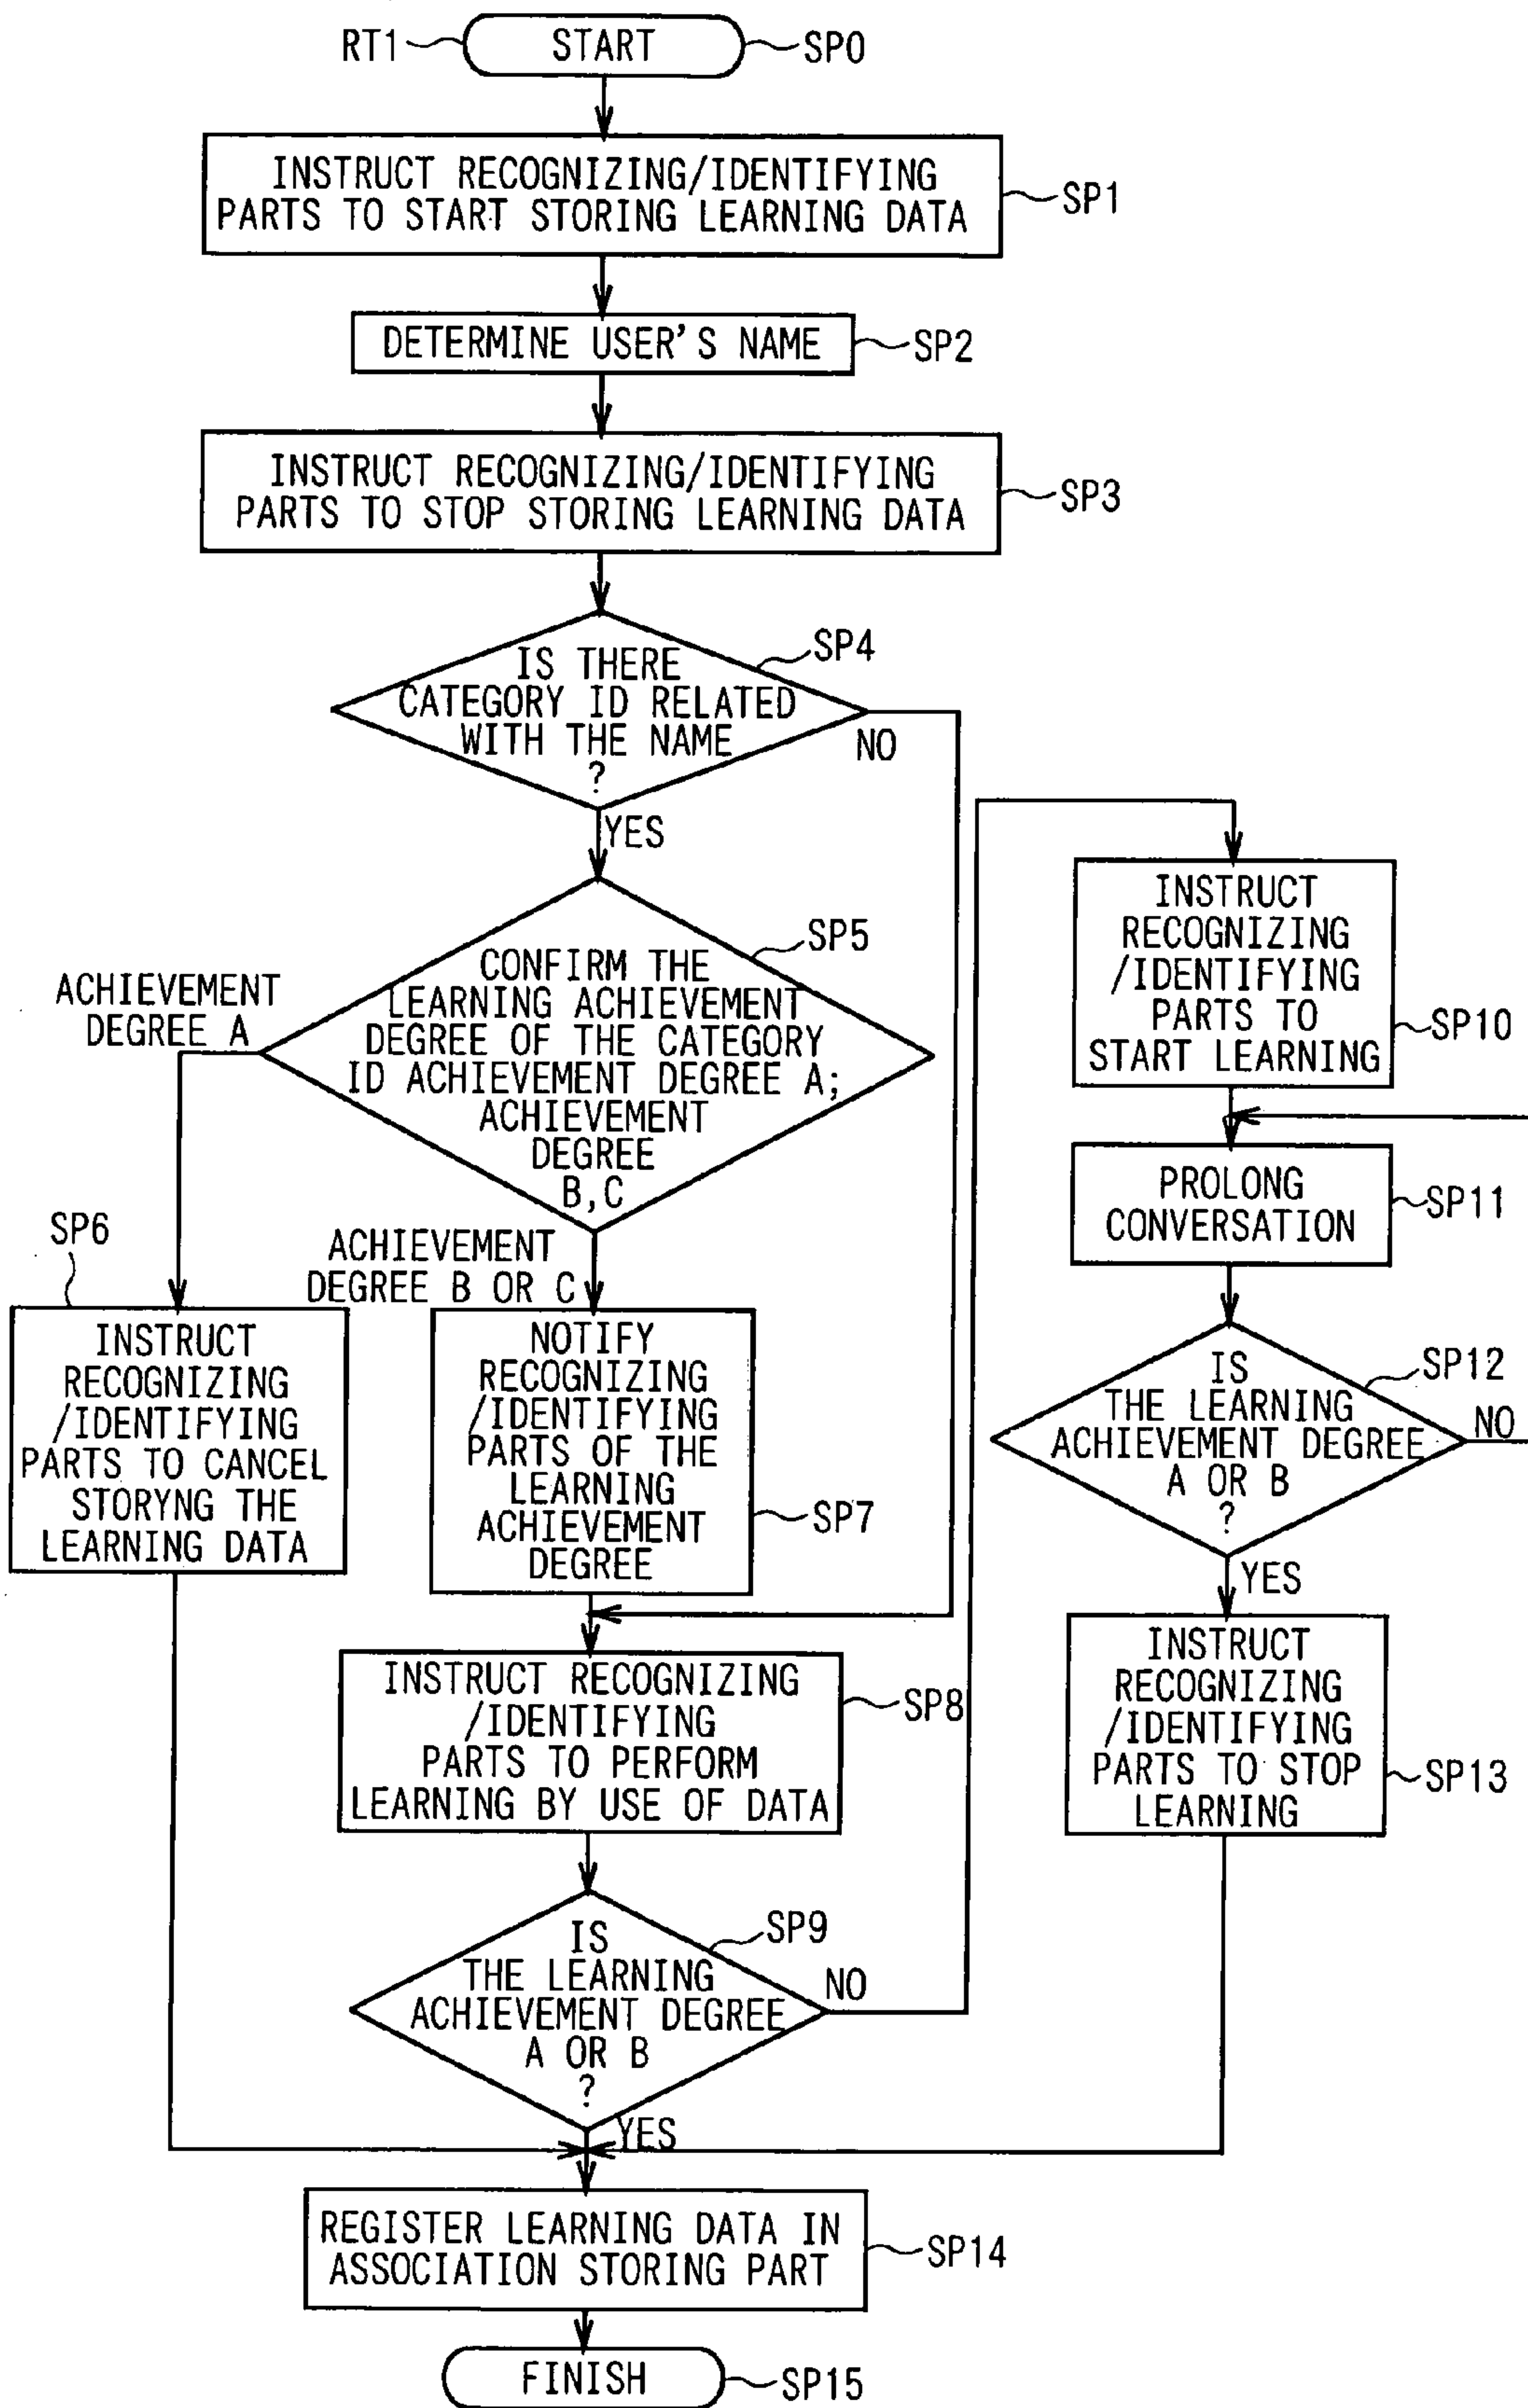 RT1
START
SP0
INSTRUCT RECOGNIZING/IDENTIFYING
PARTS TO START STORING LEARNING DATA
SP1
DETERMINE USER'S NAME
SP2
INSTRUCT RECOGNIZING/IDENTIFYING
PARTS TO STOP STORING LEARNING DATA
SP3
IS THERE
CATEGORY ID RELATED
WITH THE NAME
?
SP4
NO
YES
CONFIRM THE
LEARNING ACHIEVEMENT
DEGREE OF THE CATEGORY
ID ACHIEVEMENT DEGREE A;
ACHIEVEMENT
DEGREE
B,C
SP5
ACHIEVEMENT
DEGREE A
ACHIEVEMENT
DEGREE B OR C
SP6
INSTRUCT
RECOGNIZING
/IDENTIFYING
PARTS TO CANCEL
STORYNG THE
LEARNING DATA
NOTIFY
RECOGNIZING
/IDENTIFYING
PARTS OF THE
LEARNING
ACHIEVEMENT
DEGREE
SP7
INSTRUCT RECOGNIZING
/IDENTIFYING
PARTS TO PERFORM
LEARNING BY USE OF DATA
SP8
IS
THE LEARNING
ACHIEVEMENT DEGREE
A OR B
?
SP9
NO
YES
INSTRUCT
RECOGNIZING
/IDENTIFYING
PARTS TO
START LEARNING
SP10
PROLONG
CONVERSATION
SP11
IS
THE LEARNING
ACHIEVEMENT DEGREE
A OR B
?
SP12
NO
YES
INSTRUCT
RECOGNIZING
/IDENTIFYING
PARTS TO STOP
LEARNING
SP13
REGISTER LEARNING DATA IN
ASSOCIATION STORING PART
SP14
FINISH
SP15